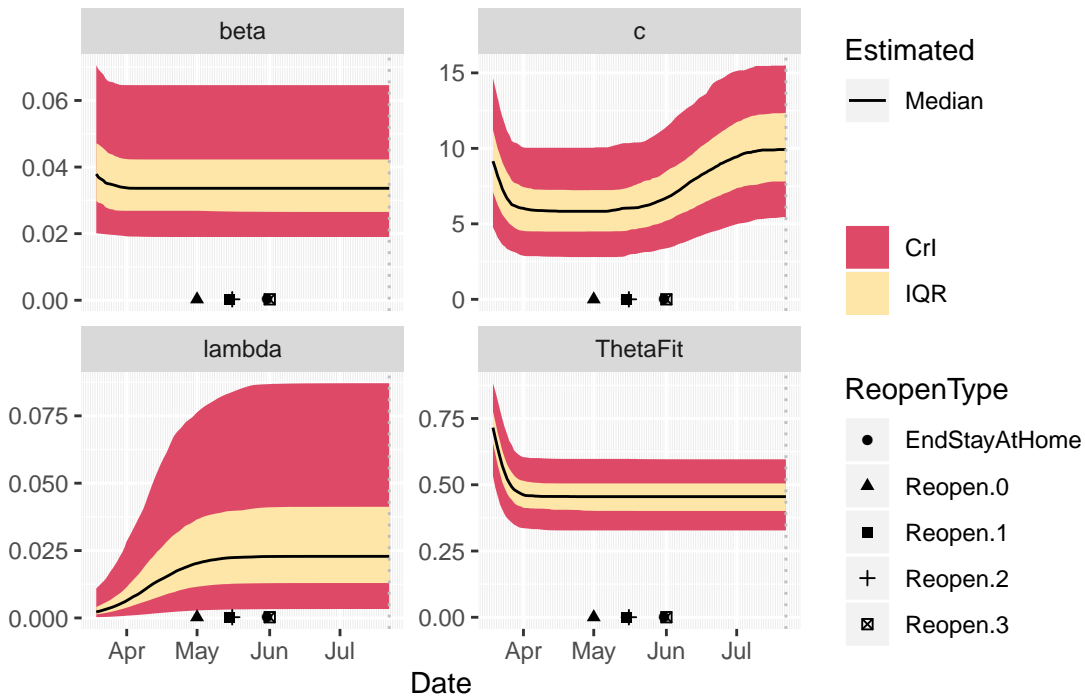 beta
c
0.06
0.04
0.02
0.00
15
10
5
0
lambda
ThetaFit
0.075
0.050
0.025
0.000
0.75
0.50
0.25
0.00
Apr May Jun Jul
Apr May Jun Jul
Date
Estimated
Median
CrI
IQR
ReopenType
EndStayAtHome
Reopen.0
Reopen.1
Reopen.2
Reopen.3